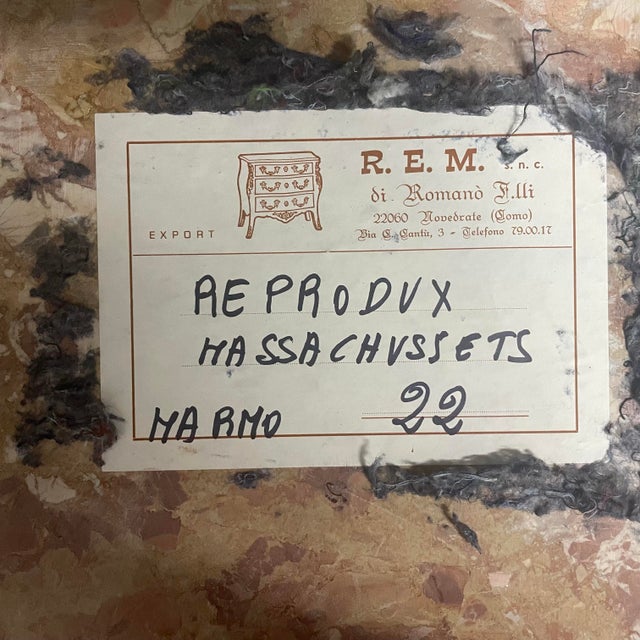 R. E. M. s. n. c.
di Romanò F.lli
22060 Novedrate (Como)
Via C. Cantù, 3 - Telefono 79.00.17
EXPORT
REPRODUX
MASSACHUSSETS
22
MARMO